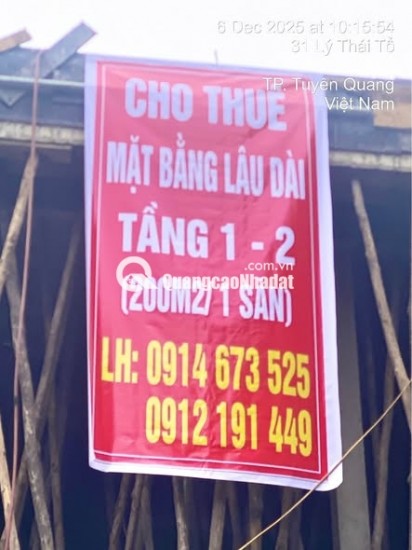 6 Dec 2025 at 10:15:54
31 Lý Thái Tổ
TP. Tuyên Quang
Việt Nam
CHO THUÊ
MẶT BẰNG LÂU DÀI
TẦNG 1 - 2
.com.vn
QuangcaoNhadat
(200M2/ 1 SÀN)
LH: 0914 673 525
0912 191 449